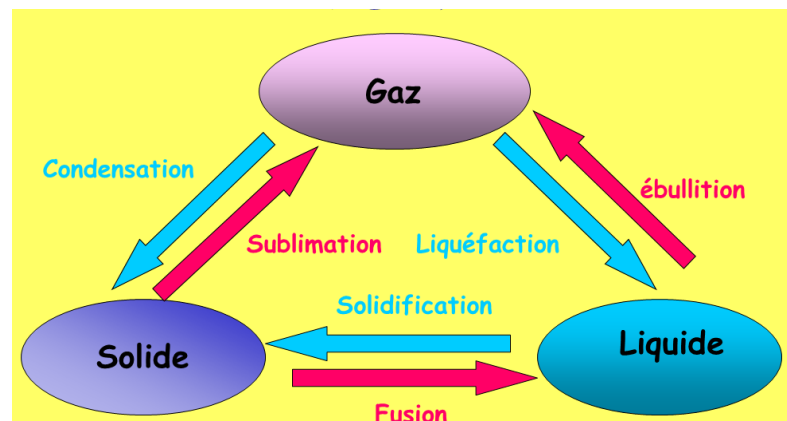 Gaz
Condensation
ébullition
Sublimation
Liquéfaction
Solidification
Solide
Liquide
Fusion